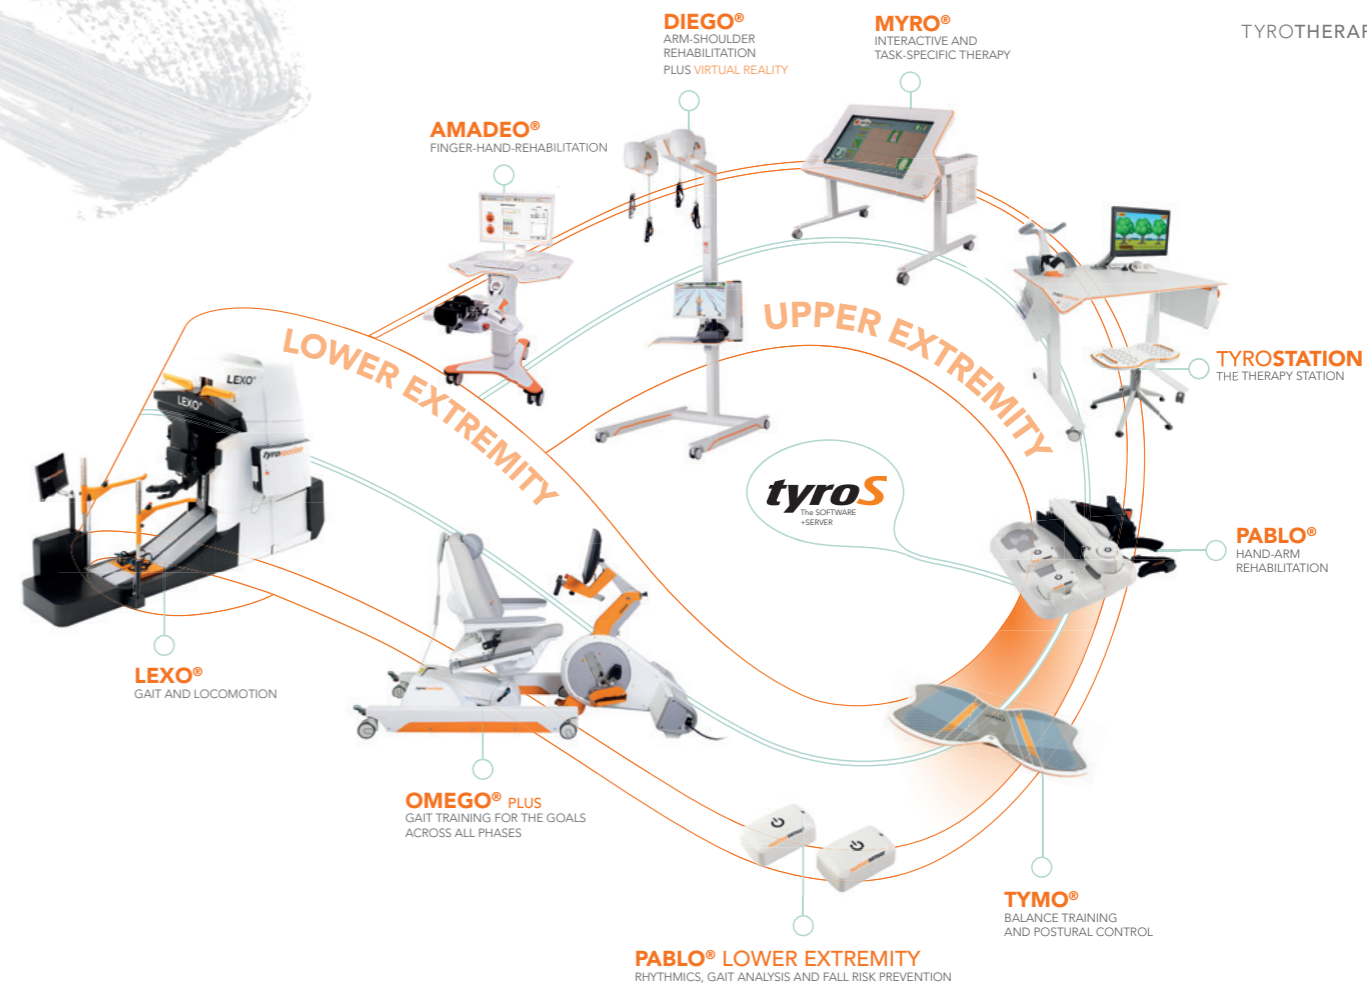 DIEGO®
ARM-SHOULDER
REHABILITATION
PLUS VIRTUAL REALITY
MYRO®
INTERACTIVE AND
TASK-SPECIFIC THERAPY
TYROTHERAP
AMADEO®
FINGER-HAND-REHABILITATION
LOWER EXTREMITY
UPPER EXTREMITY
TYROSTATION
THE THERAPY STATION
LEXO®
LEXO®
tyromotion
tyroS
The SOFTWARE
+SERVER
PABLO®
HAND-ARM
REHABILITATION
LEXO®
GAIT AND LOCOMOTION
tyromotion
OMEGO® PLUS
GAIT TRAINING FOR THE GOALS
ACROSS ALL PHASES
TYMO®
BALANCE TRAINING
AND POSTURAL CONTROL
PABLO® LOWER EXTREMITY
RHYTHMICS, GAIT ANALYSIS AND FALL RISK PREVENTION